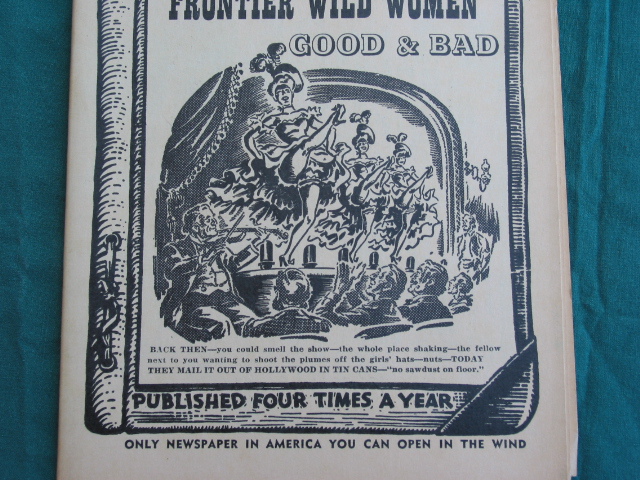 FRONTIER WILD WOMEN
GOOD & BAD
BACK THEN—you could smell the show—the whole place shaking—the fellow
next to you wanting to shoot the plumes off the girls' hats—nuts—TODAY
THEY MAIL IT OUT OF HOLLYWOOD IN TIN CANS—"no sawdust on floor."
PUBLISHED FOUR TIMES A YEAR
ONLY NEWSPAPER IN AMERICA YOU CAN OPEN IN THE WIND